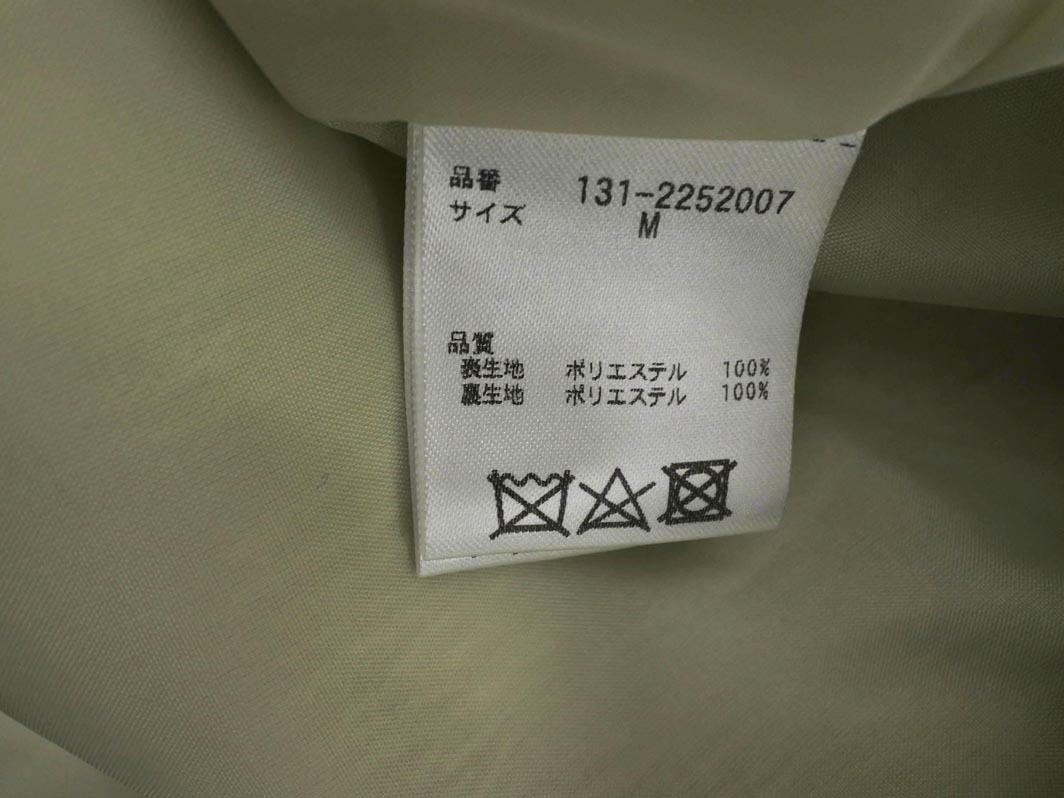 品番 131-2252007
サイズ M
品質
表生地 ポリエステル 100%
裏生地 ポリエステル 100%